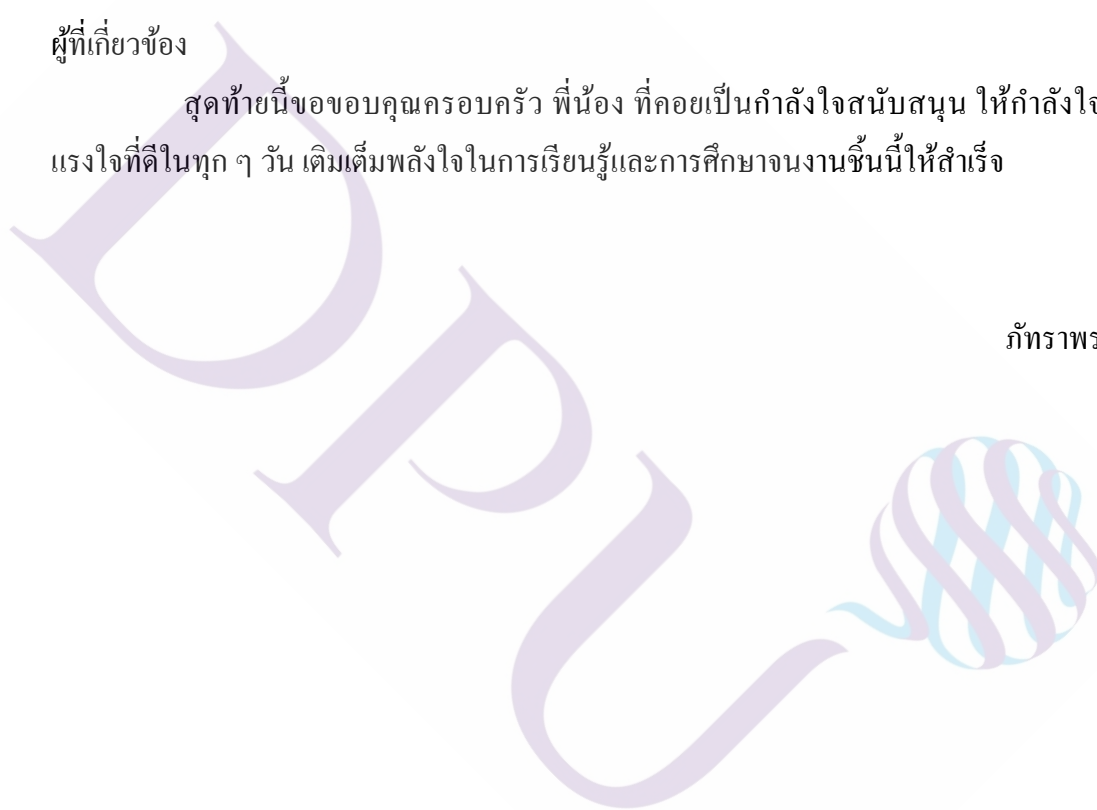 ผู้ที่เกี่ยวข้อง
สุดท้ายนี้ขอขอบคุณครอบครัว พี่น้อง ที่คอยเป็นกำลังใจสนับสนุน ให้กำลังใจ
แรงใจที่ดีในทุก ๆ วัน เติมเต็มพลังใจในการเรียนรู้และการศึกษาจนงานชิ้นนี้ให้สำเร็จ
ภัทราพร
DPU